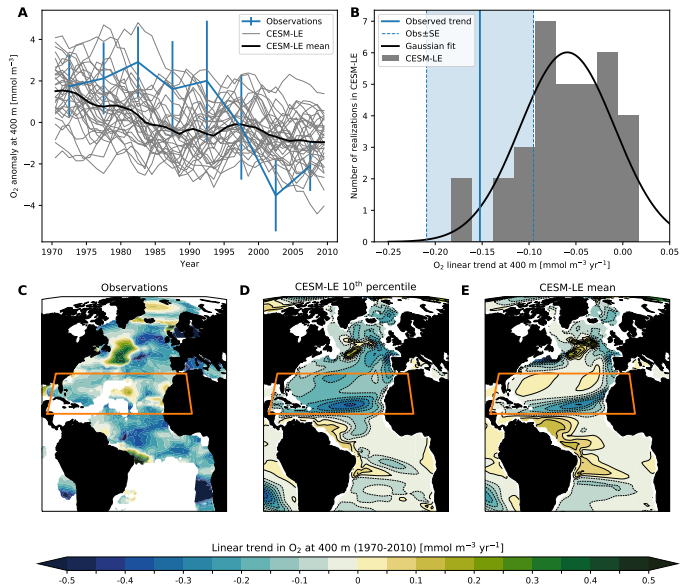 A
Observations
CESM-LE
CESM-LE mean
O₂ anomaly at 400 m [mmol m⁻³]
4
2
0
−2
−4
1970 1975 1980 1985 1990 1995 2000 2005 2010
Year
B
Observed trend
Obs±SE
Gaussian fit
CESM-LE
Number of realizations in CESM-LE
7
6
5
4
3
2
1
0
−0.25 −0.20 −0.15 −0.10 −0.05 0.00 0.05
O₂ linear trend at 400 m [mmol m⁻³ yr⁻¹]
C Observations
D CESM-LE 10ᵗʰ percentile
E CESM-LE mean
Linear trend in O₂ at 400 m (1970-2010) [mmol m⁻³ yr⁻¹]
-0.5 -0.4 -0.3 -0.2 -0.1 0 0.1 0.2 0.3 0.4 0.5